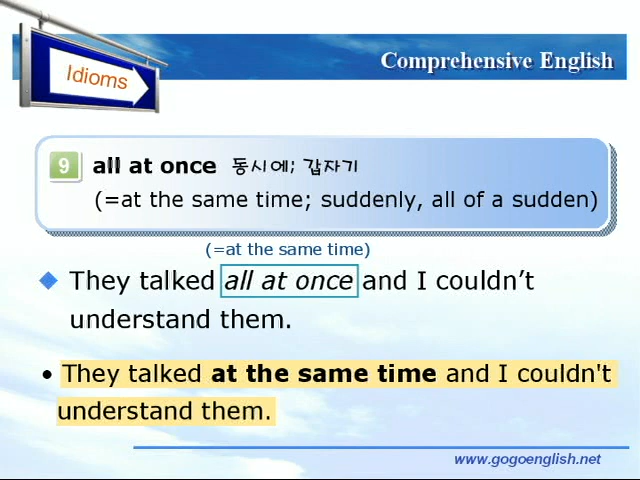 Idioms
Comprehensive English
9 all at once 동시에; 갑자기
(=at the same time; suddenly, all of a sudden)
(=at the same time)
They talked all at once and I couldn’t
understand them.
• They talked at the same time and I couldn't
understand them.
www.gogoenglish.net